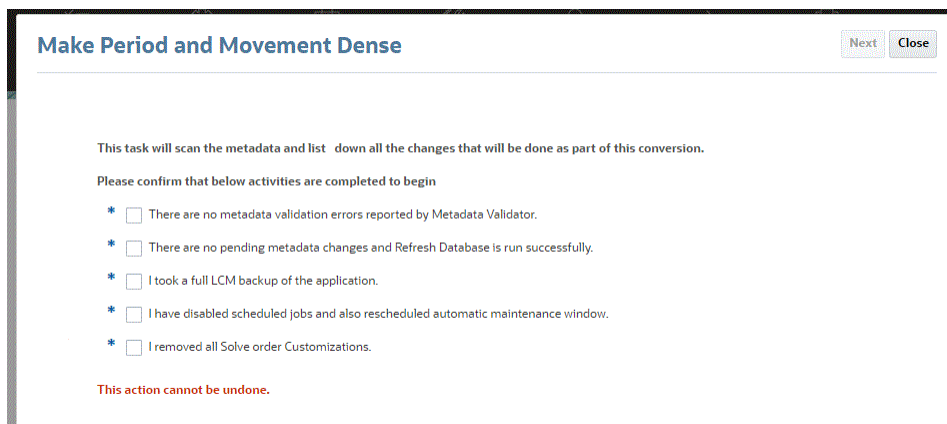 Make Period and Movement Dense
Next
Close
This task will scan the metadata and list down all the changes that will be done as part of this conversion.
Please confirm that below activities are completed to begin
* There are no metadata validation errors reported by Metadata Validator.
* There are no pending metadata changes and Refresh Database is run successfully.
* I took a full LCM backup of the application.
* I have disabled scheduled jobs and also rescheduled automatic maintenance window.
* I removed all Solve order Customizations.
This action cannot be undone.